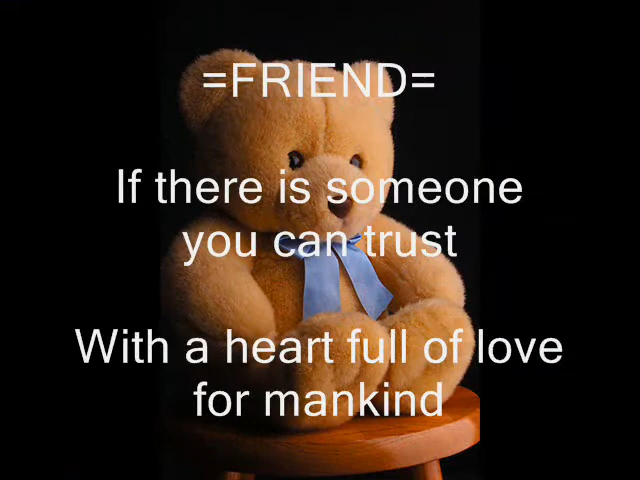 =FRIEND=
If there is someone
you can trust
With a heart full of love
for mankind